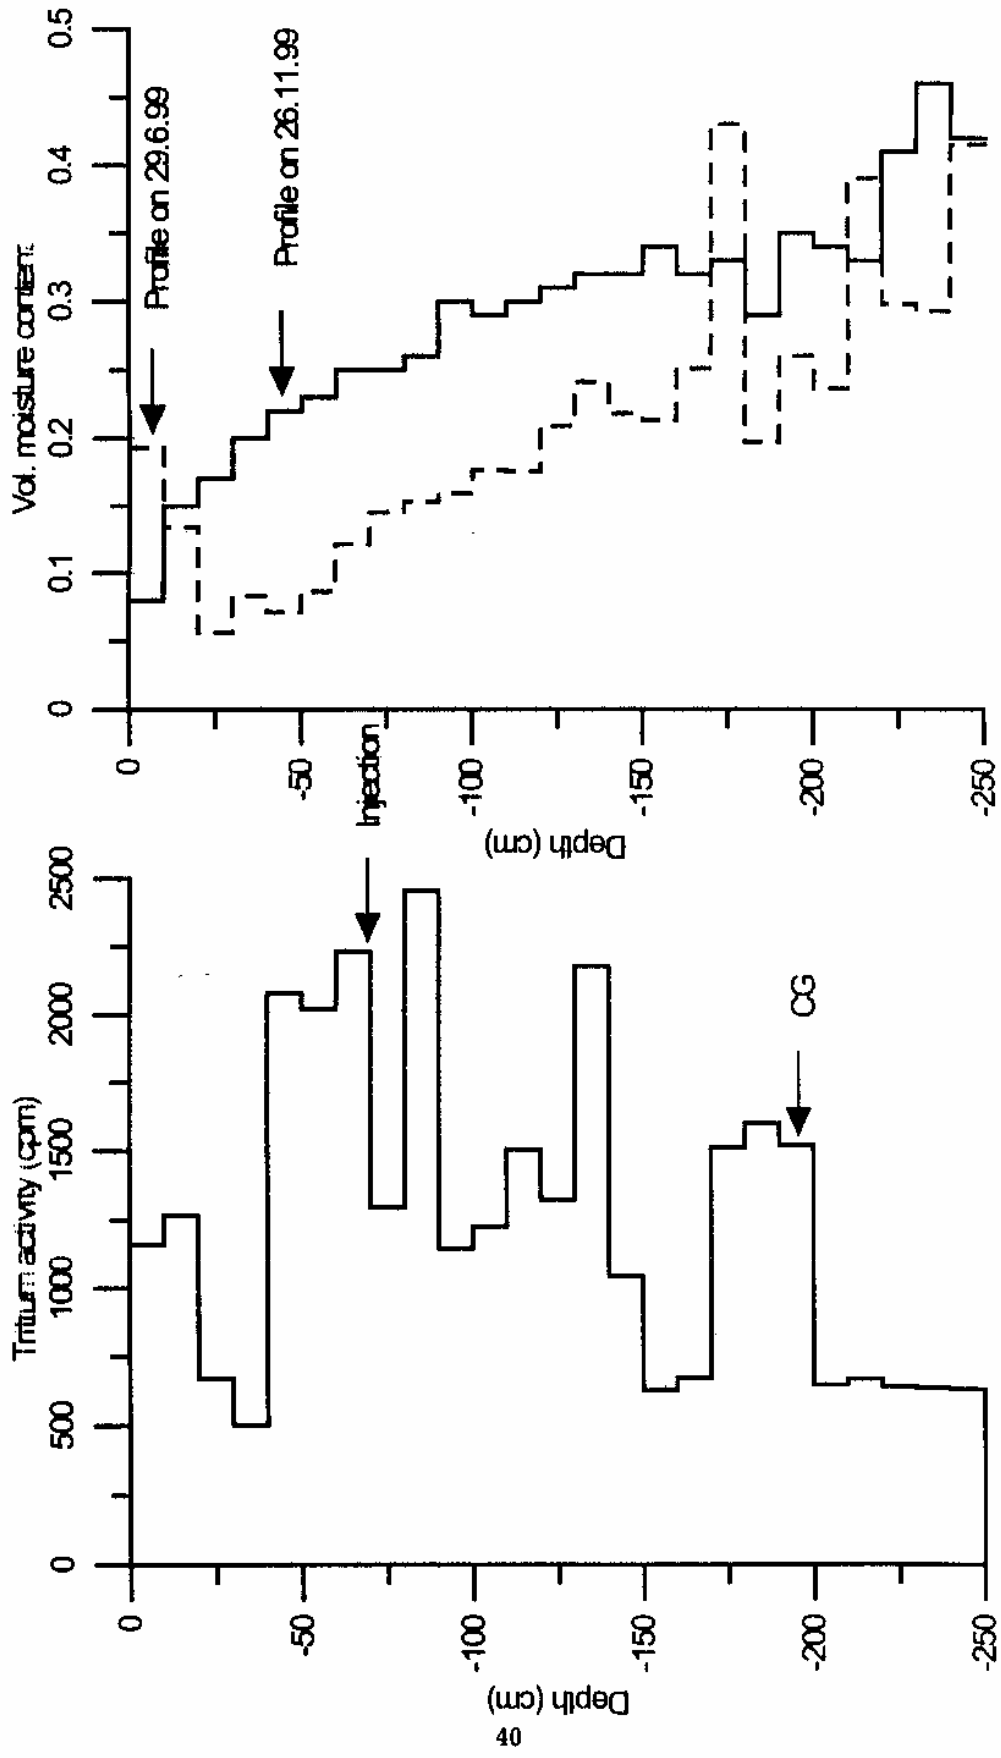 Tritium activity (cpm)
0 500 1000 1500 2000 2500
0
-50
-100
-150
-200
-250
Depth (cm)
Injection
CG
Vol. moisture content
0 0.1 0.2 0.3 0.4 0.5
0
-50
-100
-150
-200
-250
Depth (cm)
Profile on 29.6.99
Profile on 26.11.99
40